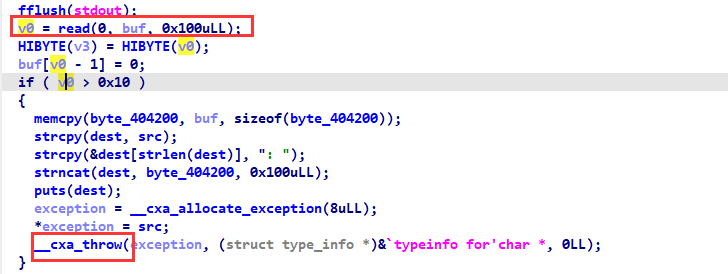 fflush(stdout);
v0 = read(0, buf, 0x100uLL);
HIBYTE(v3) = HIBYTE(v0);
buf[v0 - 1] = 0;
if ( v0 > 0x10 )
{
memcpy(byte_404200, buf, sizeof(byte_404200));
strcpy(dest, src);
strcpy(&dest[strlen(dest)], ": ");
strncat(dest, byte_404200, 0x100uLL);
puts(dest);
exception = __cxa_allocate_exception(8uLL);
*exception = src;
__cxa_throw(exception, (struct type_info *)&`typeinfo for'char *, 0LL);
}